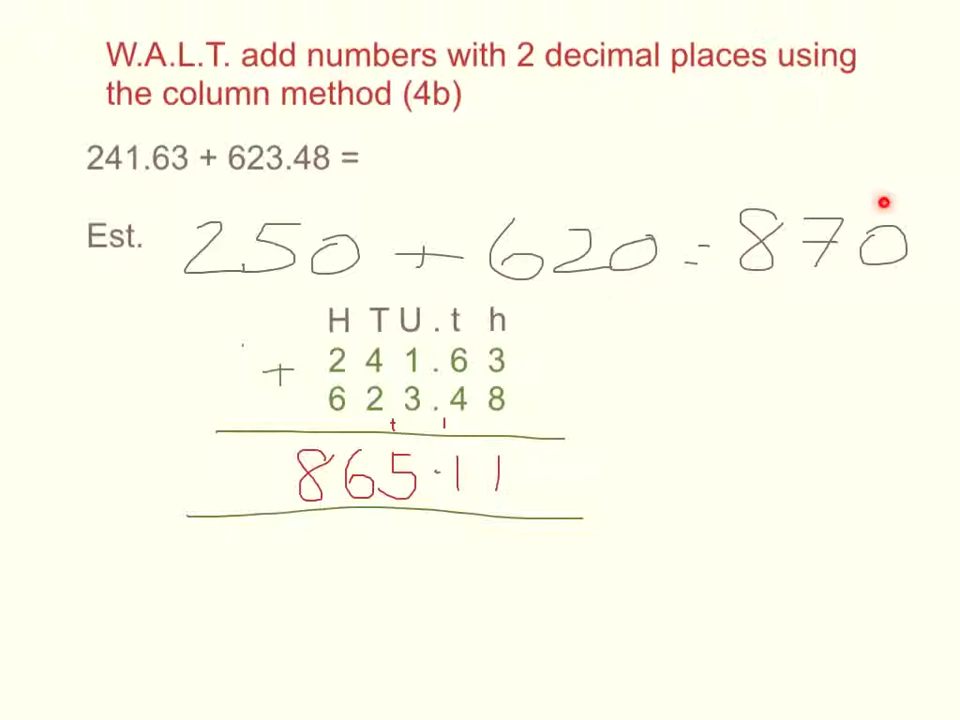 W.A.L.T. add numbers with 2 decimal places using
the column method (4b)
241.63 + 623.48 =
Est. 250 + 620 = 870
H T U . t h
+ 2 4 1 . 6 3
6 2 3 . 4 8
1 1
865.11